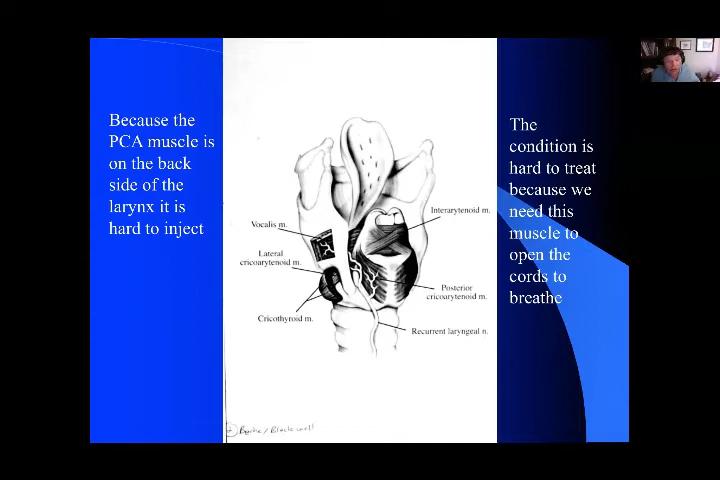 Because the
PCA muscle is
on the back
side of the
larynx it is
hard to inject
Vocalis m.
Lateral
cricoarytenoid m.
Cricothyroid m.
Interarytenoid m.
Posterior
cricoarytenoid m.
Recurrent laryngeal n.
The
condition is
hard to treat
because we
need this
muscle to
open the
cords to
breathe